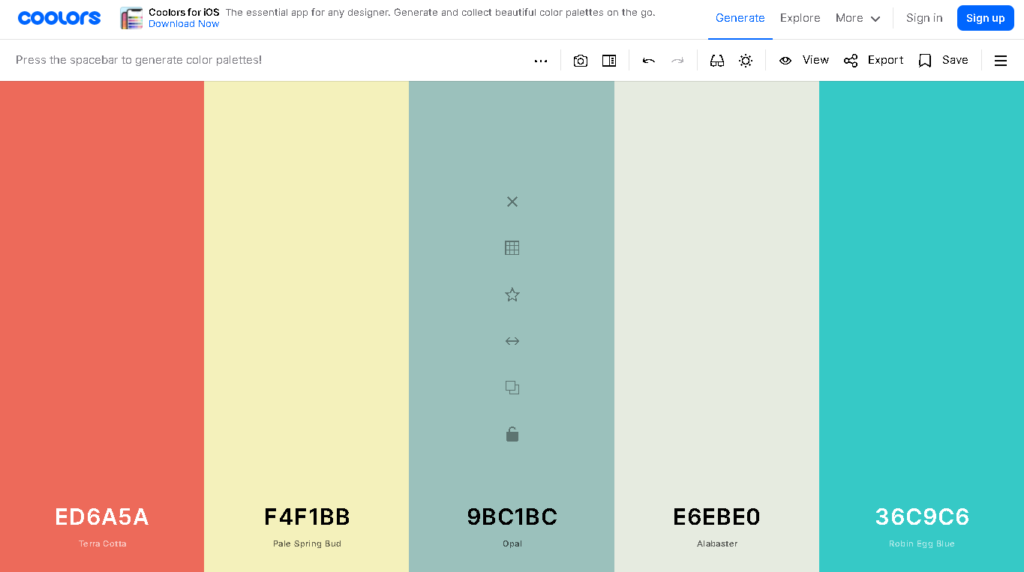 coolors
Coolors for iOS
Download Now
The essential app for any designer. Generate and collect beautiful color palettes on the go.
Generate
Explore
More
Sign in
Sign up
Press the spacebar to generate color palettes!
View
Export
Save
ED6A5A
Terra Cotta
F4F1BB
Pale Spring Bud
9BC1BC
Opal
E6EBE0
Alabaster
36C9C6
Robin Egg Blue